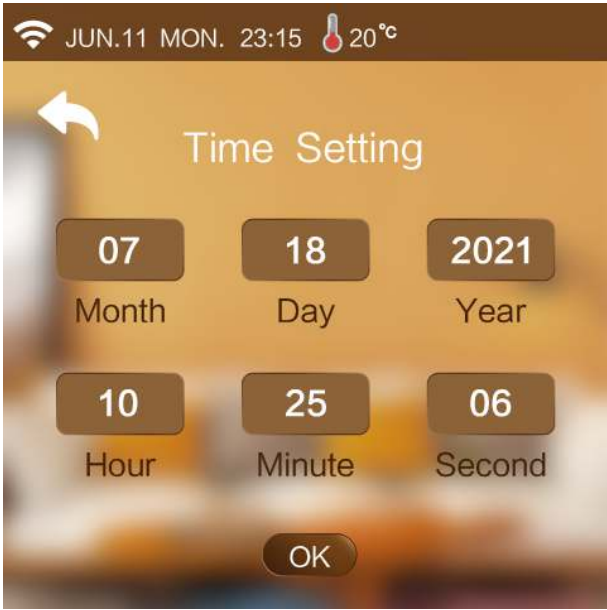 JUN.11 MON. 23:15 20°C
Time Setting
07 18 2021
Month Day Year
10 25 06
Hour Minute Second
OK